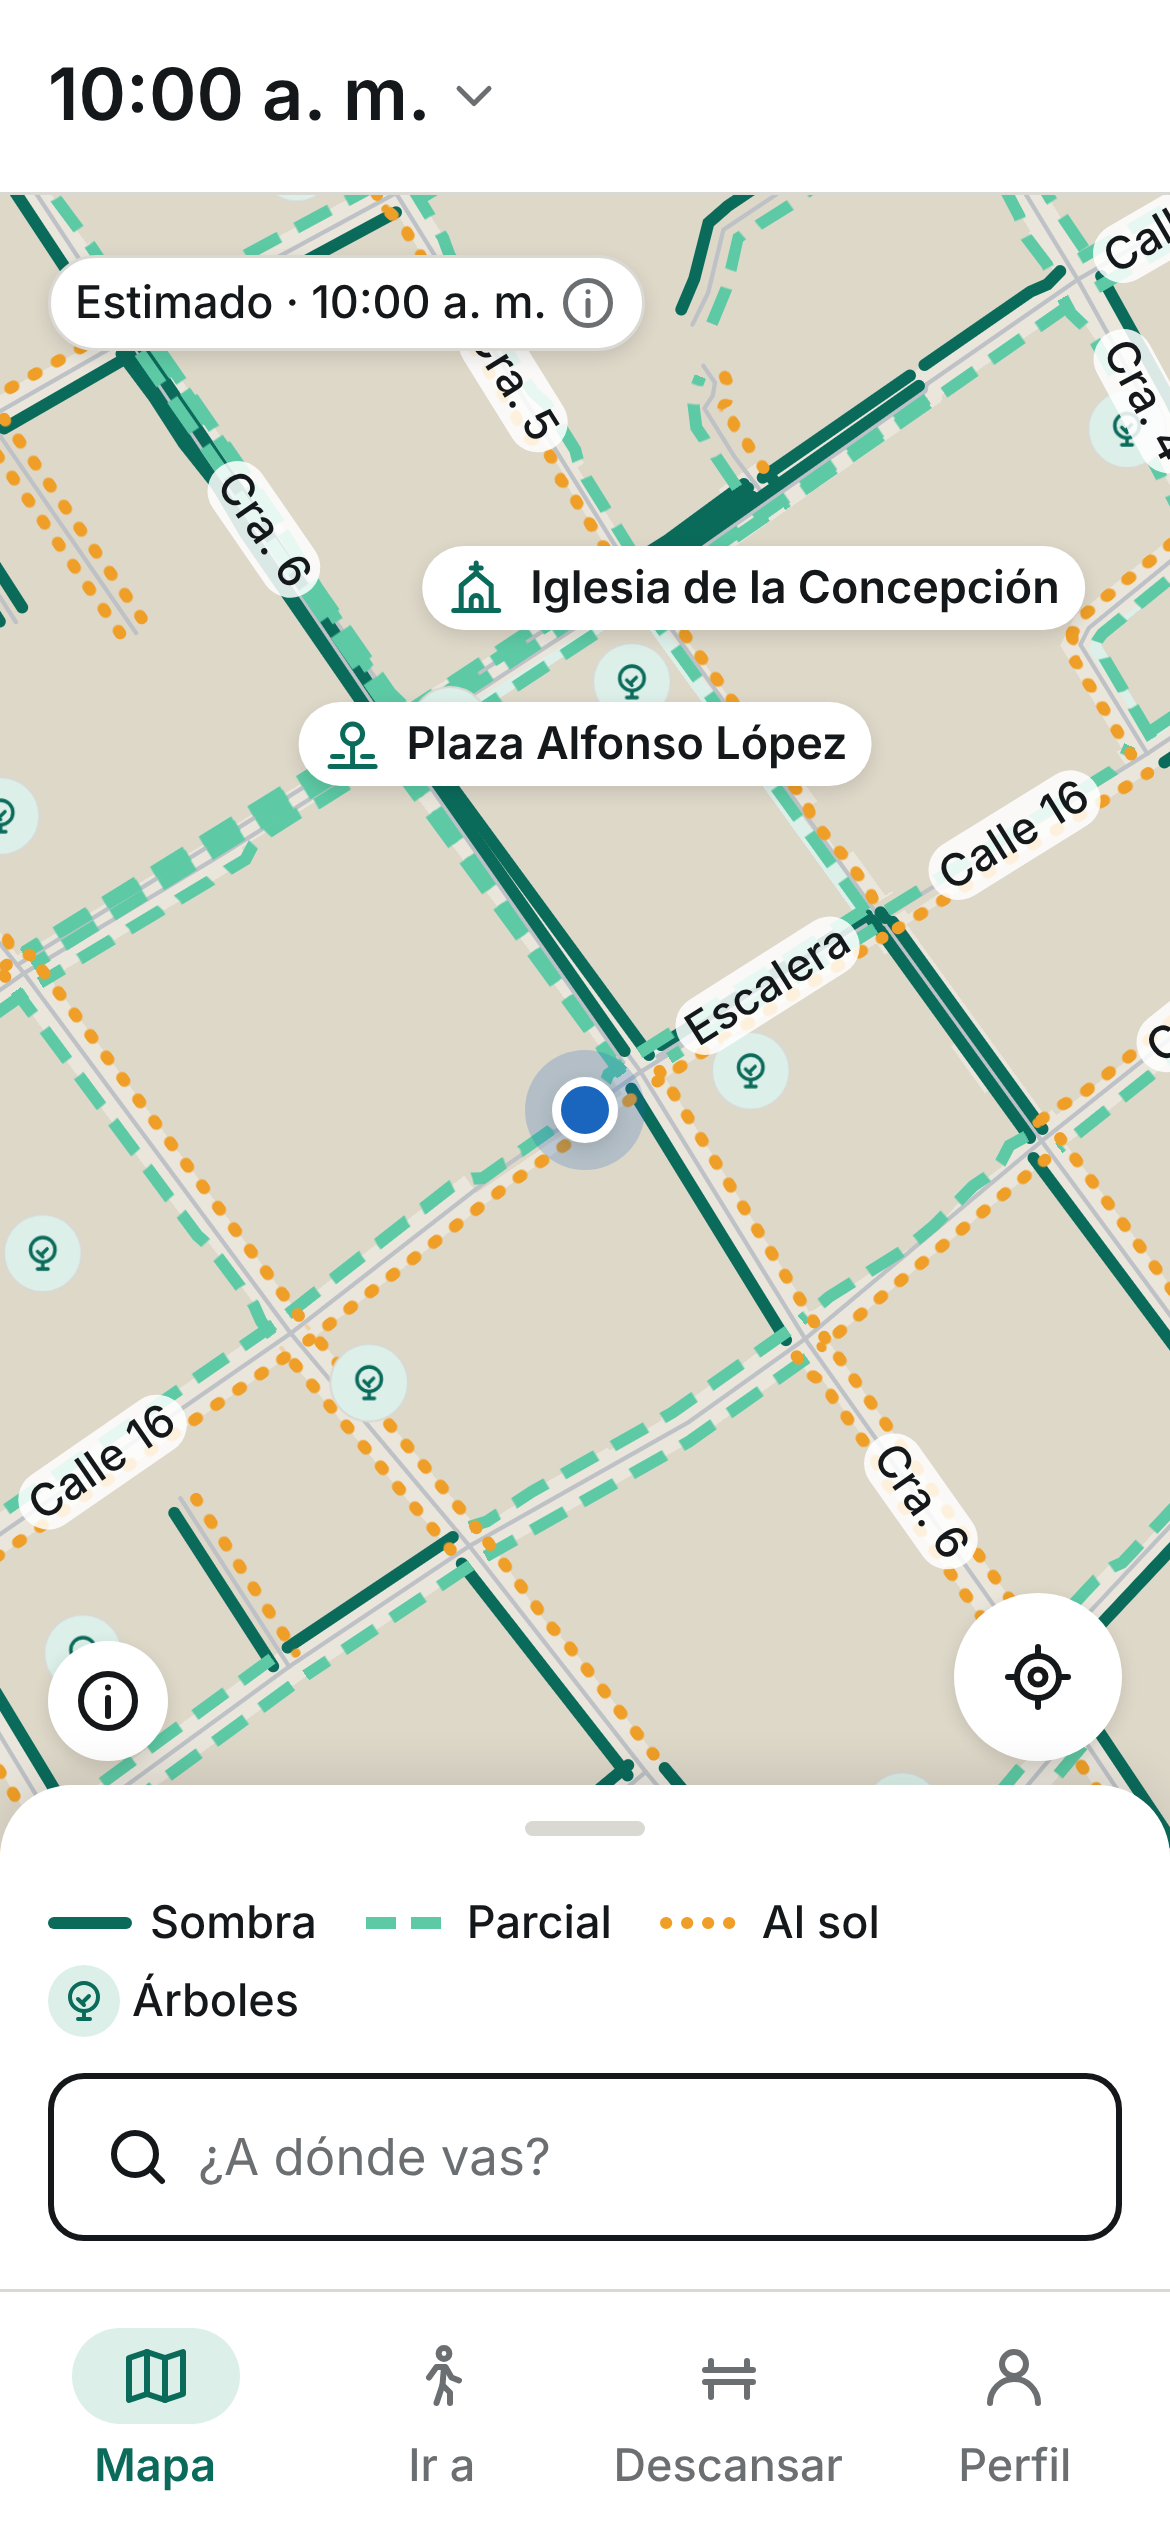 10:00 a. m.
Estimado · 10:00 a. m.
Cra. 5
Cra. 4
Cra. 6
Iglesia de la Concepción
Plaza Alfonso López
Calle 16
Escalera
Calle 16
Cra. 6
Sombra
Parcial
Al sol
Árboles
¿A dónde vas?
Mapa
Ir a
Descansar
Perfil